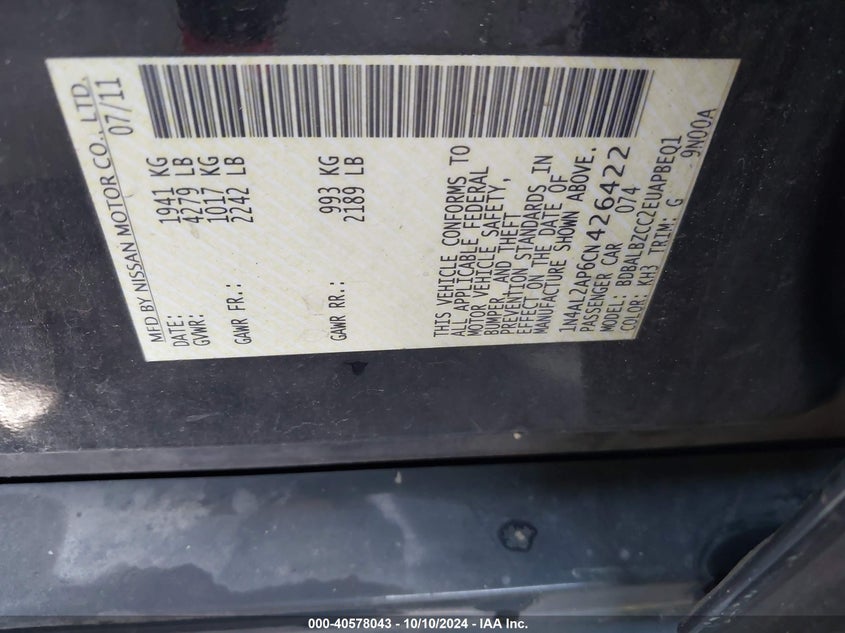 MFD BY NISSAN MOTOR CO., LTD.
DATE: 07/11
GVWR: 1941 KG
4279 LB
GAWR FR.: 1017 KG
2242 LB
GAWR RR.: 993 KG
2189 LB
THIS VEHICLE CONFORMS TO
ALL APPLICABLE FEDERAL
MOTOR VEHICLE SAFETY,
BUMPER, AND THEFT
PREVENTION STANDARDS IN
EFFECT ON THE DATE OF
MANUFACTURE SHOWN ABOVE.
1N4AL2AP6CN426422
PASSENGER CAR 074
MODEL: BDBALBZCC2EUAPBEQ1
COLOR: KH3 TRIM: G 9N00A
000-40578043 - 10/10/2024 - IAA Inc.